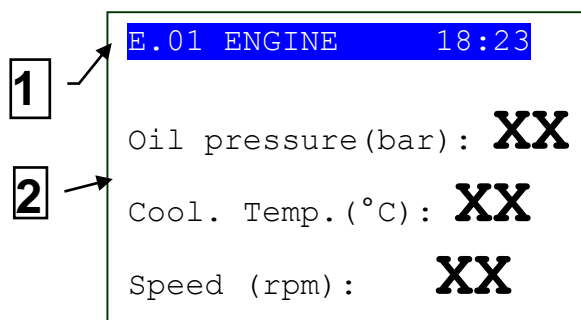 E.01 ENGINE 18:23
1
Oil pressure(bar): XX
2
Cool. Temp.(°C): XX
Speed (rpm): XX